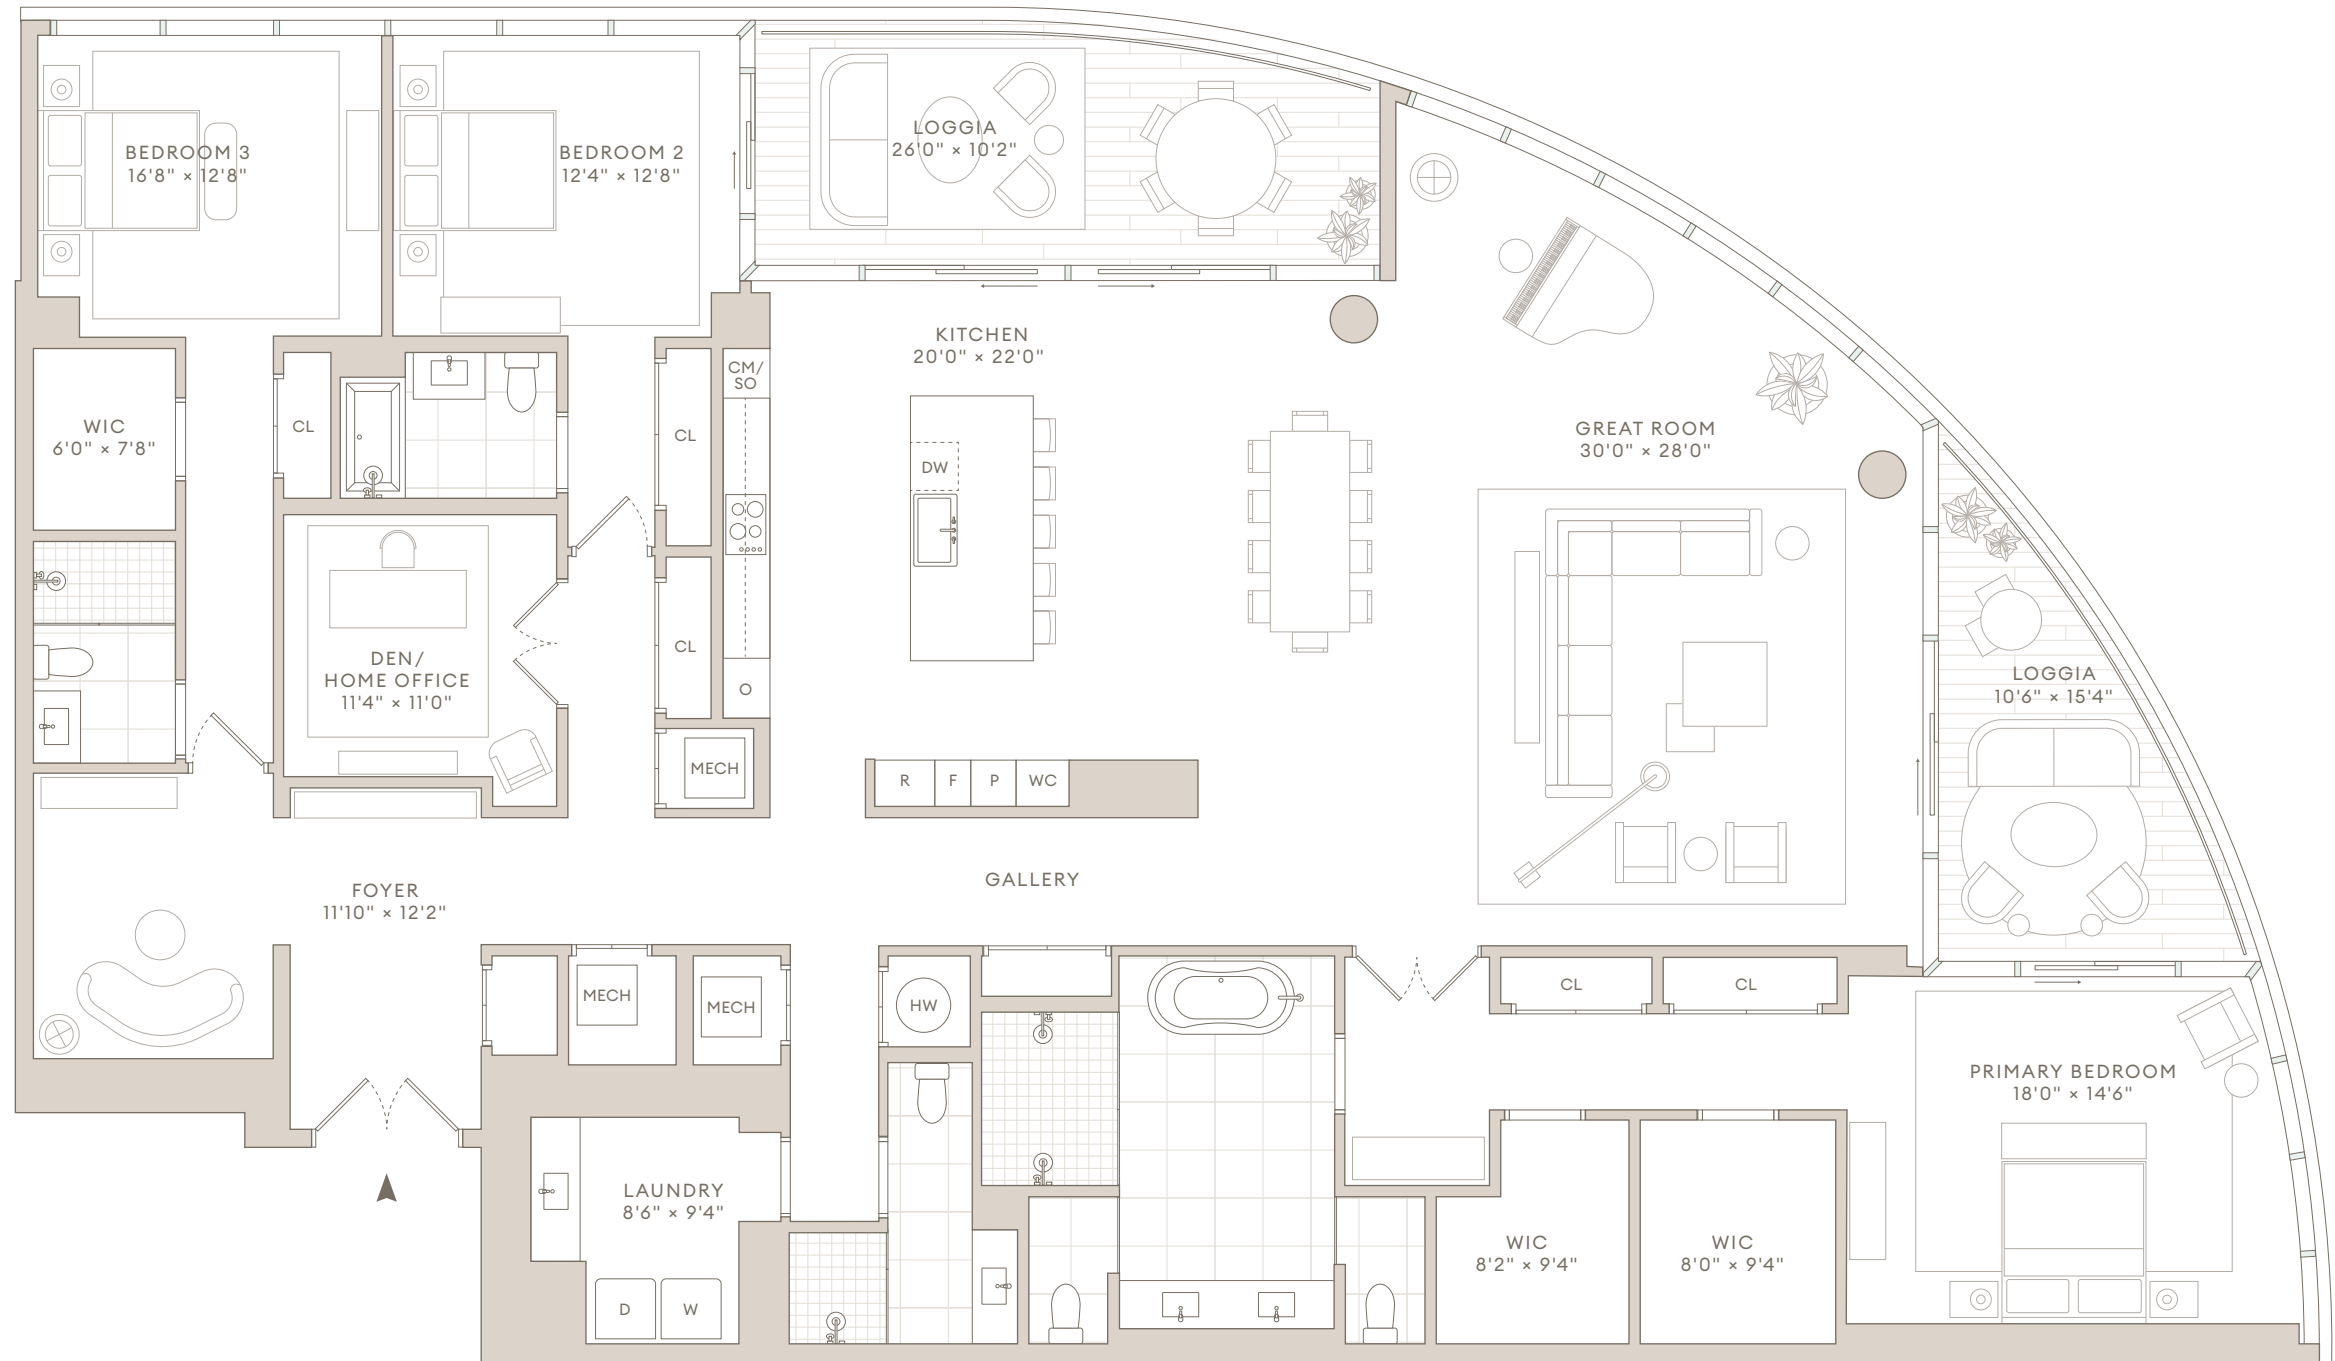 BEDROOM 3
16'8" × 12'8"
BEDROOM 2
12'4" × 12'8"
LOGGIA
26'0" × 10'2"
KITCHEN
20'0" × 22'0"
CM/
SO
WIC
6'0" × 7'8"
CL
CL
DW
GREAT ROOM
30'0" × 28'0"
DEN/
HOME OFFICE
11'4" × 11'0"
CL
O
LOGGIA
10'6" × 15'4"
MECH
R
F
P
WC
FOYER
11'10" × 12'2"
GALLERY
MECH
MECH
HW
CL
CL
PRIMARY BEDROOM
18'0" × 14'6"
LAUNDRY
8'6" × 9'4"
D
W
WIC
8'2" × 9'4"
WIC
8'0" × 9'4"